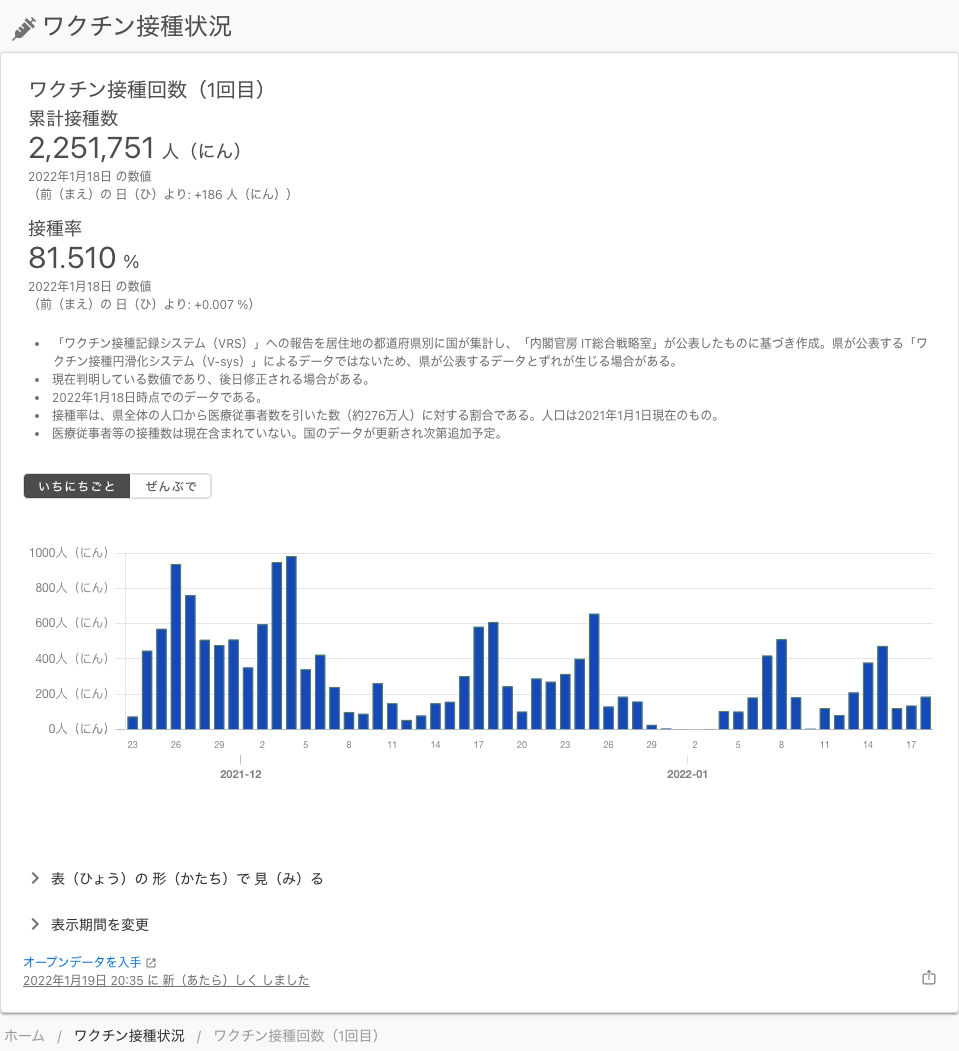 ワクチン接種状況
ワクチン接種回数（1回目）
累計接種数
2,251,751 人（にん）
2022年1月18日 の数値
（前（まえ）の 日（ひ）より: +186 人（にん））
接種率
81.510 %
2022年1月18日 の数値
（前（まえ）の 日（ひ）より: +0.007 %）
• 「ワクチン接種記録システム（VRS）」への報告を居住地の都道府県別に国が集計し、「内閣官房 IT総合戦略室」が公表したものに基づき作成。県が公表する「ワ
クチン接種円滑化システム（V-sys）」によるデータではないため、県が公表するデータとずれが生じる場合がある。
• 現在判明している数値であり、後日修正される場合がある。
• 2022年1月18日時点でのデータである。
• 接種率は、県全体の人口から医療従事者数を引いた数（約276万人）に対する割合である。人口は2021年1月1日現在のもの。
• 医療従事者等の接種数は現在含まれていない。国のデータが更新され次第追加予定。
いちにちごと ぜんぶで
1000人（にん）
800人（にん）
600人（にん）
400人（にん）
200人（にん）
0人（にん）
23 26 29 2 5 8 11 14 17 20 23 26 29 2 5 8 11 14 17
2021-12 2022-01
表（ひょう）の 形（かたち）で 見（み）る
表示期間を変更
オープンデータを入手
2022年1月19日 20:35 に 新（あたら）しく しました
ホーム / ワクチン接種状況 / ワクチン接種回数（1回目）